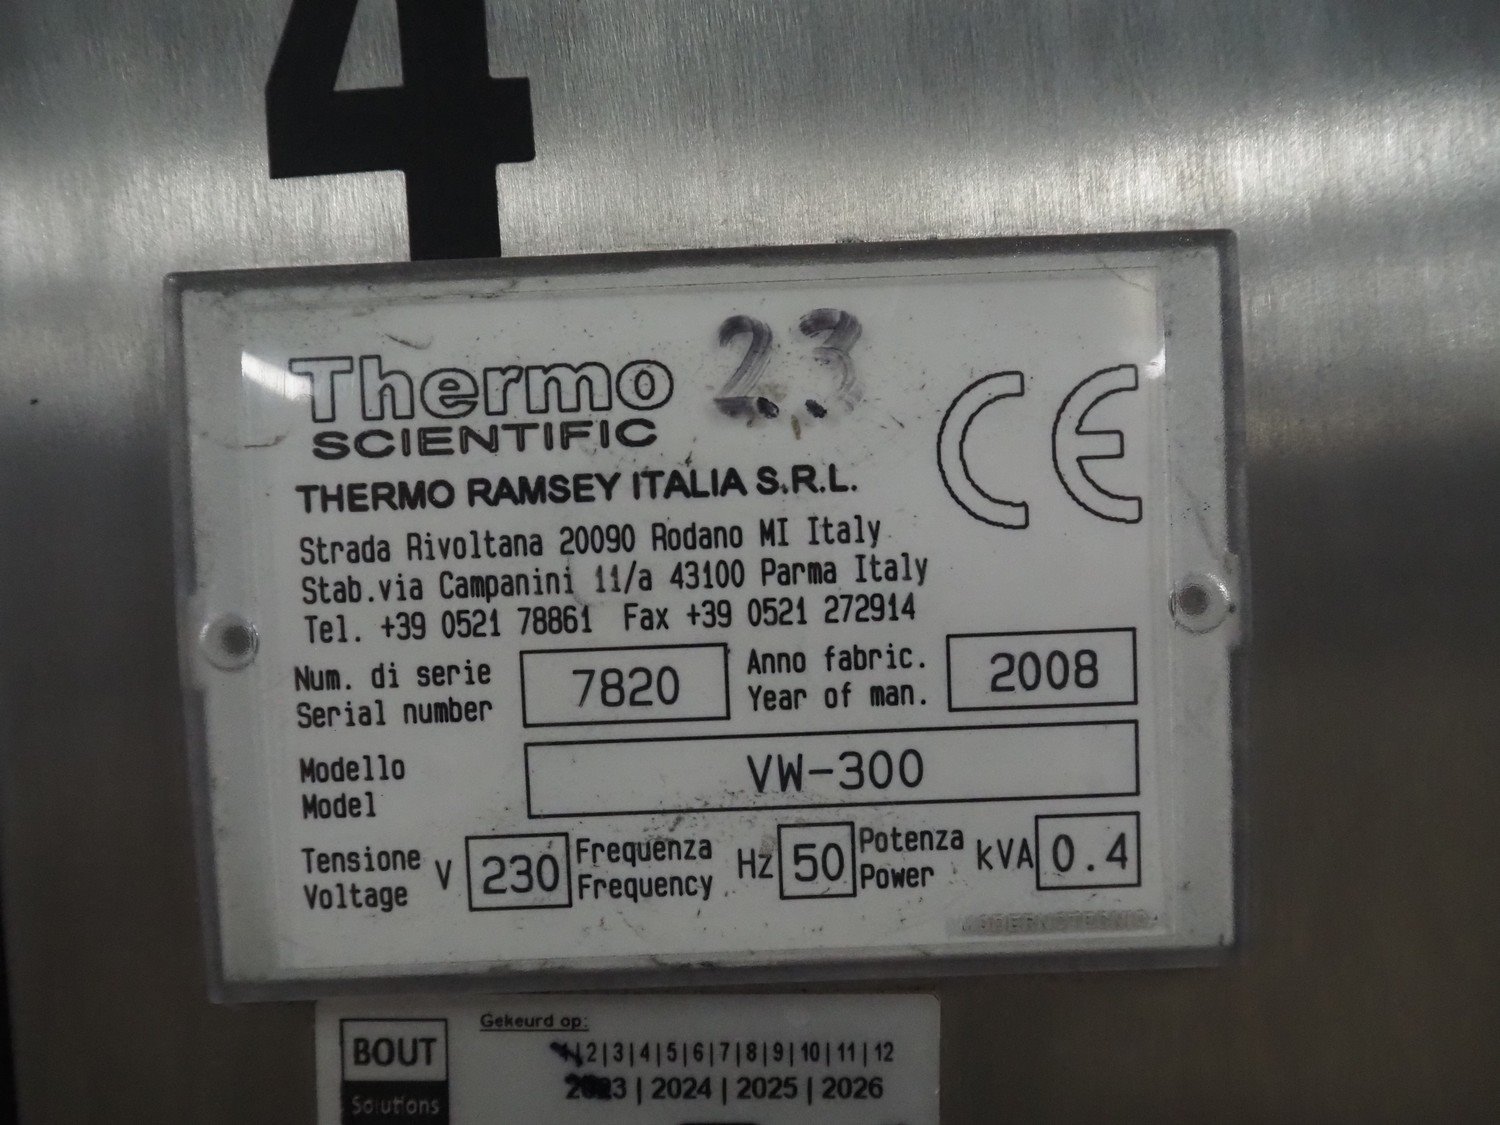 4
Thermo 23
SCIENTIFIC
CE
THERMO RAMSEY ITALIA S.R.L.
Strada Rivoltana 20090 Rodano MI Italy
Stab.via Campanini 11/a 43100 Parma Italy
Tel. +39 0521 78861 Fax +39 0521 272914
Num. di serie
Serial number
7820
Anno fabric.
Year of man.
2008
Modello
Model
VW-300
Tensione
Voltage
V 230
Frequenza
Frequency
Hz 50
Potenza
Power
kVA 0.4
BOUT
Solutions
Gekeurd op:
1|2|3|4|5|6|7|8|9|10|11|12
2023|2024|2025|2026